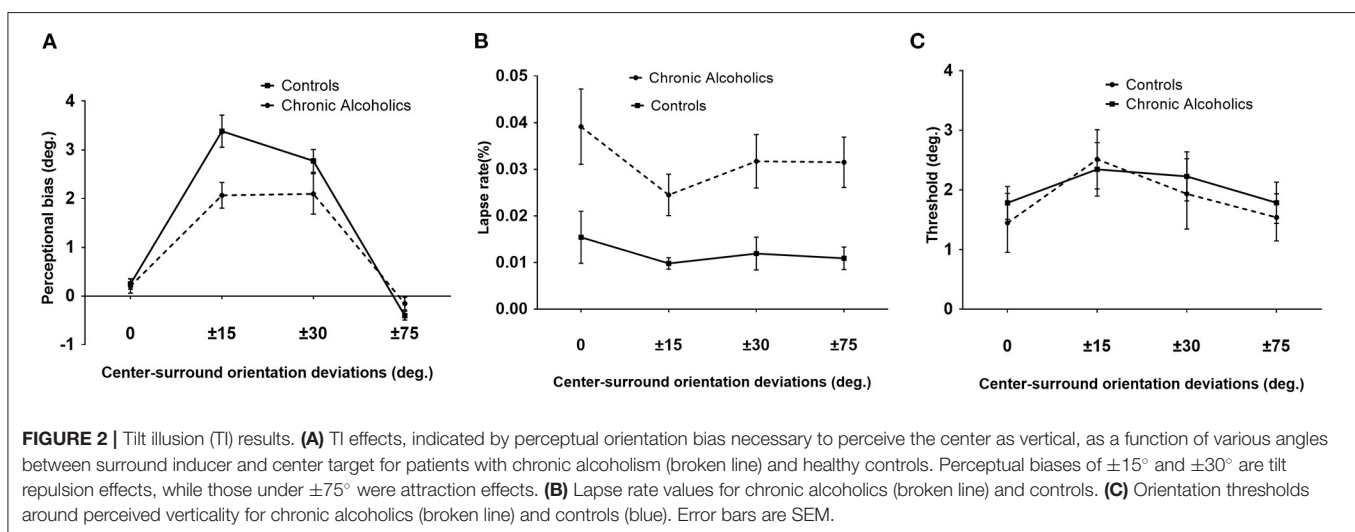 A
Controls
Chronic Alcoholics
4
3
2
1
0
-1
Perceptional bias (deg.)
0 ±15 ±30 ±75
Center-surround orientation deviations (deg.)
B
Chronic Alcoholics
Controls
0.05
0.04
0.03
0.02
0.01
0.00
Lapse rate(%)
0 ±15 ±30 ±75
Center-surround orientation deviations (deg.)
C
Controls
Chronic Alcoholics
4
3
2
1
0
Threshold (deg.)
0 ±15 ±30 ±75
Center-surround orientation deviations (deg.)
FIGURE 2 | Tilt illusion (TI) results. (A) TI effects, indicated by perceptual orientation bias necessary to perceive the center as vertical, as a function of various angles
between surround inducer and center target for patients with chronic alcoholism (broken line) and healthy controls. Perceptual biases of ±15° and ±30° are tilt
repulsion effects, while those under ±75° were attraction effects. (B) Lapse rate values for chronic alcoholics (broken line) and controls. (C) Orientation thresholds
around perceived verticality for chronic alcoholics (broken line) and controls (blue). Error bars are SEM.